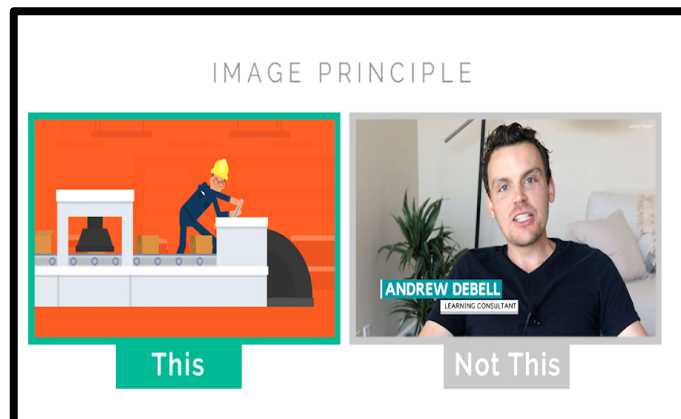 IMAGE PRINCIPLE
ANDREW DEBELL
LEARNING CONSULTANT
This
Not This